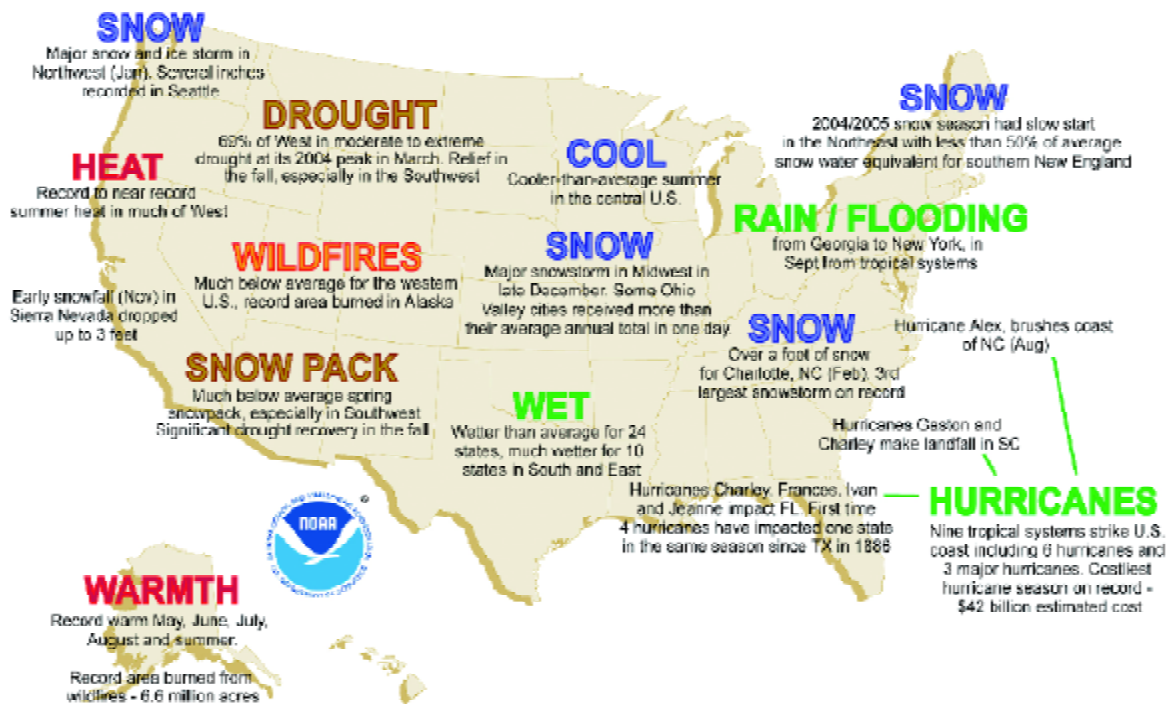 SNOW
Major snow and ice storm in
Northwest (Jan). Several inches
recorded in Seattle
DROUGHT
69% of West in moderate to extreme
drought at its 2004 peak in March. Relief in
the fall, especially in the Southwest
HEAT
Record to near record
summer heat in much of West
COOL
Cooler-than-average summer
in the central U.S.
SNOW
2004/2005 snow season had slow start
in the Northeast with less than 50% of average
snow water equivalent for southern New England
RAIN / FLOODING
from Georgia to New York, in
Sept from tropical systems
WILDFIRES
Much below average for the western
U.S., record area burned in Alaska
SNOW
Major snowstorm in Midwest in
late December. Some Ohio
Valley cities received more than
their average annual total in one day.
Early snowfall (Nov) in
Sierra Nevada dropped
up to 3 feet
SNOW
Over a foot of snow
for Charlotte, NC (Feb), 3rd
largest snowstorm on record
Hurricane Alex, brushes coast
of NC (Aug)
SNOW PACK
Much below average spring
snowpack, especially in Southwest
Significant drought recovery in the fall
WET
Wetter than average for 24
states, much wetter for 10
states in South and East
Hurricanes Gaston and
Charley make landfall in SC
Hurricanes Charley, Frances, Ivan
and Jeanne impact FL. First time
4 hurricanes have impacted one state
in the same season since TX in 1886
HURRICANES
Nine tropical systems strike U.S.
coast including 6 hurricanes and
3 major hurricanes. Costliest
hurricane season on record -
$42 billion estimated cost
NOAA
WARMTH
Record warm May, June, July,
August and summer.
Record area burned from
wildfires - 6.6 million acres